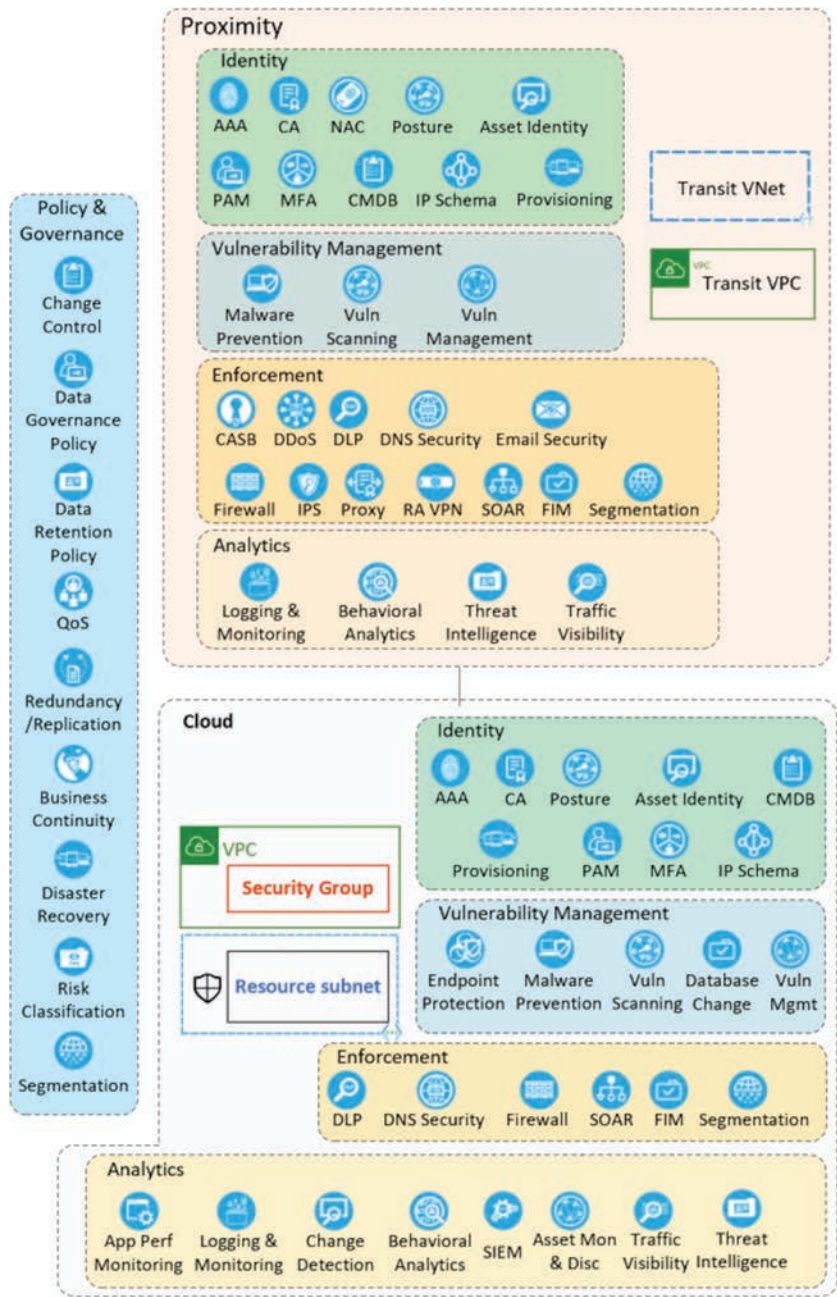 Proximity
Identity
AAA
CA
NAC
Posture
Asset Identity
PAM
MFA
CMDB
IP Schema
Provisioning
Transit VNet
VPC
Transit VPC
Vulnerability Management
Malware
Prevention
Vuln
Scanning
Vuln
Management
Enforcement
CASB
DDoS
DLP
DNS Security
Email Security
Firewall
IPS
Proxy
RA VPN
SOAR
FIM
Segmentation
Analytics
Logging &
Monitoring
Behavioral
Analytics
Threat
Intelligence
Traffic
Visibility
Policy &
Governance
Change
Control
Data
Governance
Policy
Data
Retention
Policy
QoS
Redundancy
/Replication
Business
Continuity
Disaster
Recovery
Risk
Classification
Segmentation
Cloud
Identity
AAA
CA
Posture
Asset Identity
CMDB
Provisioning
PAM
MFA
IP Schema
VPC
Security Group
Resource subnet
Vulnerability Management
Endpoint
Protection
Malware
Prevention
Vuln
Scanning
Database
Change
Vuln
Mgmt
Enforcement
DLP
DNS Security
Firewall
SOAR
FIM
Segmentation
Analytics
App Perf
Monitoring
Logging &
Monitoring
Change
Detection
Behavioral
Analytics
SIEM
Asset Mon
& Disc
Traffic
Visibility
Threat
Intelligence